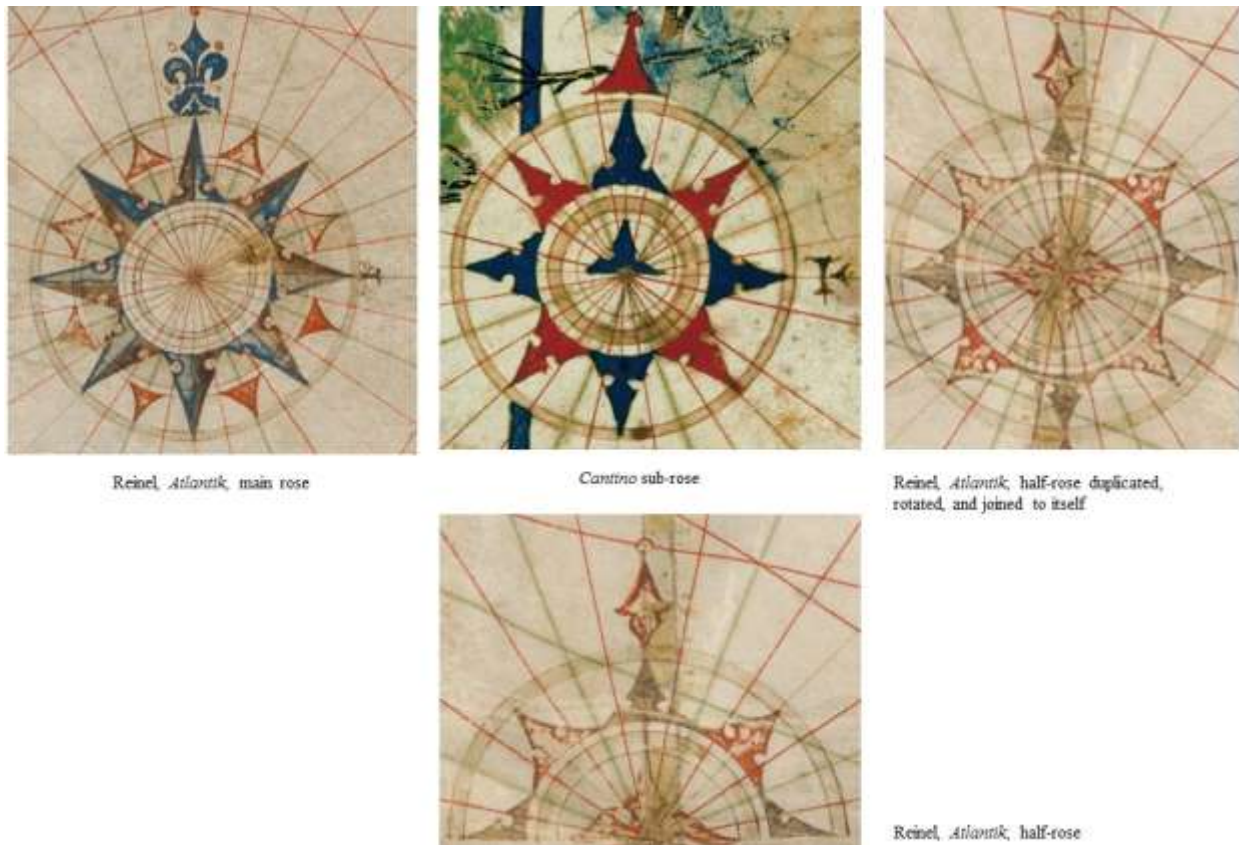 Reinel, Atlantik, main rose
Cantino sub-rose
Reinel, Atlantik, half-rose duplicated,
rotated, and joined to itself
Reinel, Atlantik, half-rose